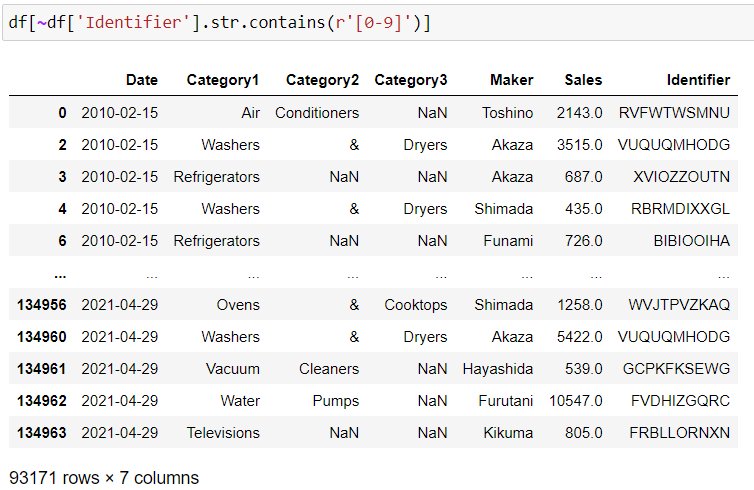 df[~df['Identifier'].str.contains(r'[0-9]')]
Date Category1 Category2 Category3 Maker Sales Identifier
0 2010-02-15 Air Conditioners NaN Toshino 2143.0 RVFWTWSMNU
2 2010-02-15 Washers & Dryers Akaza 3515.0 VUQUQMHODG
3 2010-02-15 Refrigerators NaN NaN Akaza 687.0 XVIOZZOUTN
4 2010-02-15 Washers & Dryers Shimada 435.0 RBRMDIXXGL
6 2010-02-15 Refrigerators NaN NaN Funami 726.0 BIBIOOIHA
... ... ... ... ... ... ... ...
134956 2021-04-29 Ovens & Cooktops Shimada 1258.0 WVJTPVZKAQ
134960 2021-04-29 Washers & Dryers Akaza 5422.0 VUQUQMHODG
134961 2021-04-29 Vacuum Cleaners NaN Hayashida 539.0 GCPKFKSEWG
134962 2021-04-29 Water Pumps NaN Furutani 10547.0 FVDHIZGQRC
134963 2021-04-29 Televisions NaN NaN Kikuma 805.0 FRBLLORNXN
93171 rows × 7 columns